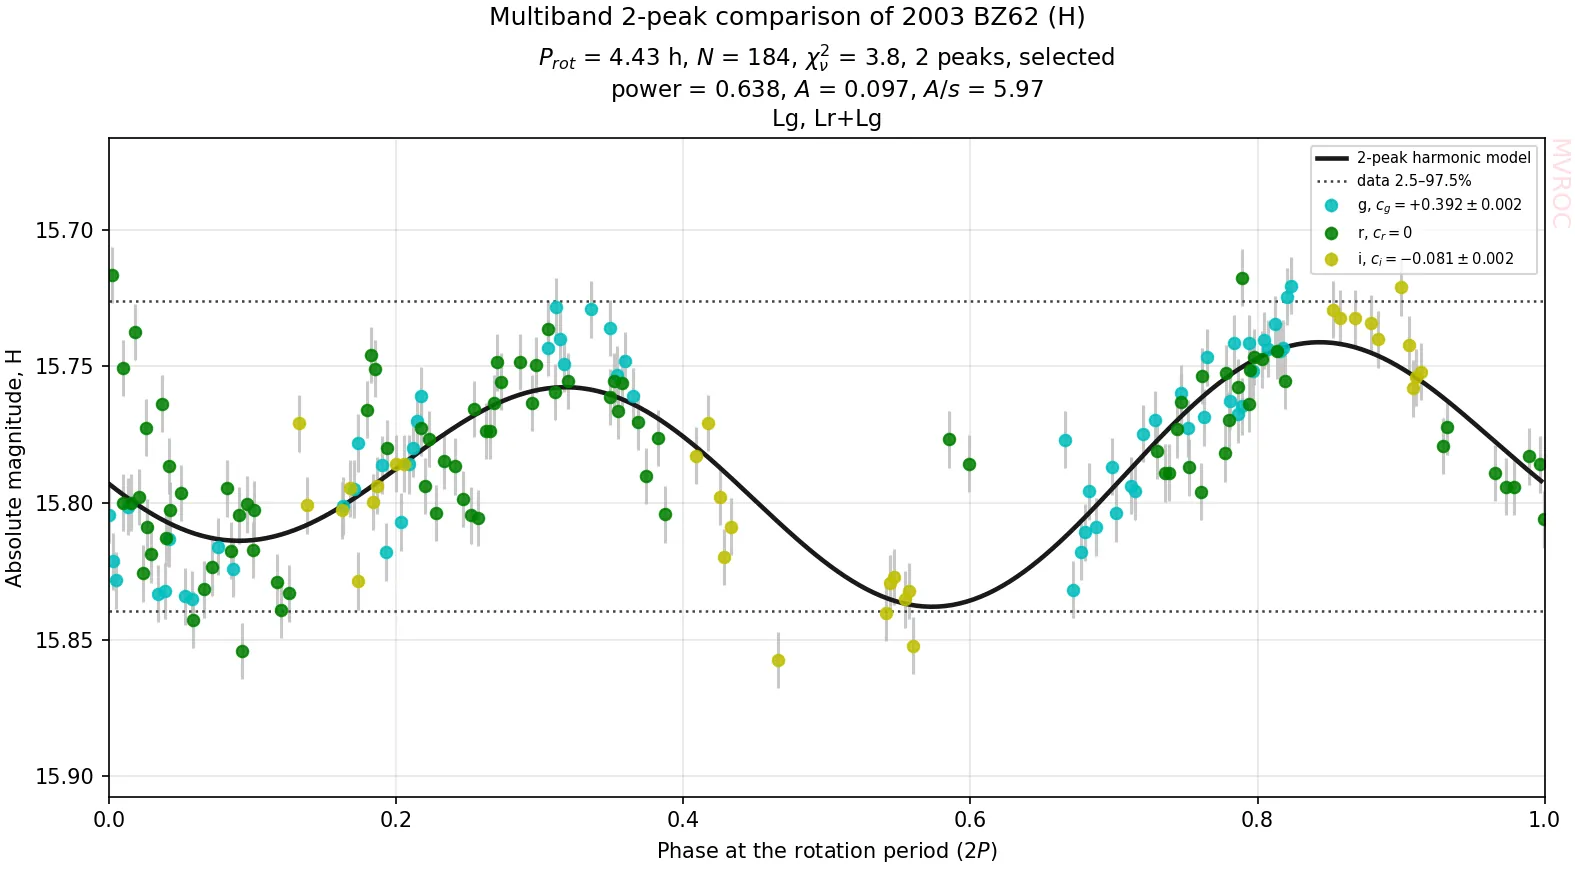 Multiband 2-peak comparison of 2003 BZ62 (H)
P_rot = 4.43 h, N = 184, χ²_ν = 3.8, 2 peaks, selected
power = 0.638, A = 0.097, A/s = 5.97
Lg, Lr+Lg
2-peak harmonic model
data 2.5–97.5%
g, c_g = +0.392 ± 0.002
r, c_r = 0
i, c_i = −0.081 ± 0.002
MVROC
Absolute magnitude, H
15.70
15.75
15.80
15.85
15.90
0.0 0.2 0.4 0.6 0.8 1.0
Phase at the rotation period (2P)